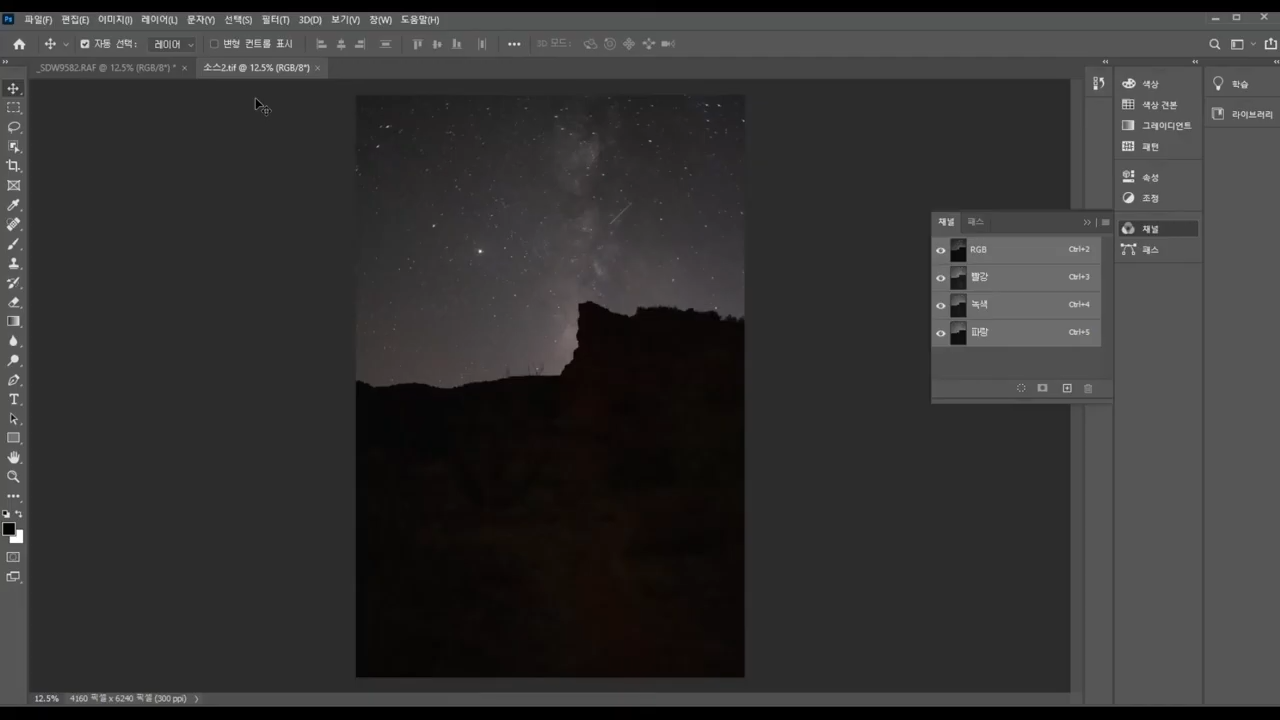 Ps 파일(F) 편집(E) 이미지(I) 레이어(L) 문자(Y) 선택(S) 필터(T) 3D(D) 보기(V) 창(W) 도움말(H)
자동 선택: 레이어 변형 컨트롤 표시 3D 모드:
_SDW9582.RAF @ 12.5% (RGB/8*) * 소스2.tif @ 12.5% (RGB/8*)
색상
색상 견본
그레이디언트
패턴
속성
조정
채널
패스
학습
라이브러리
채널 패스
RGB Ctrl+2
빨강 Ctrl+3
녹색 Ctrl+4
파랑 Ctrl+5
T
12.5% 4160 픽셀 x 6240 픽셀 (300 ppi)